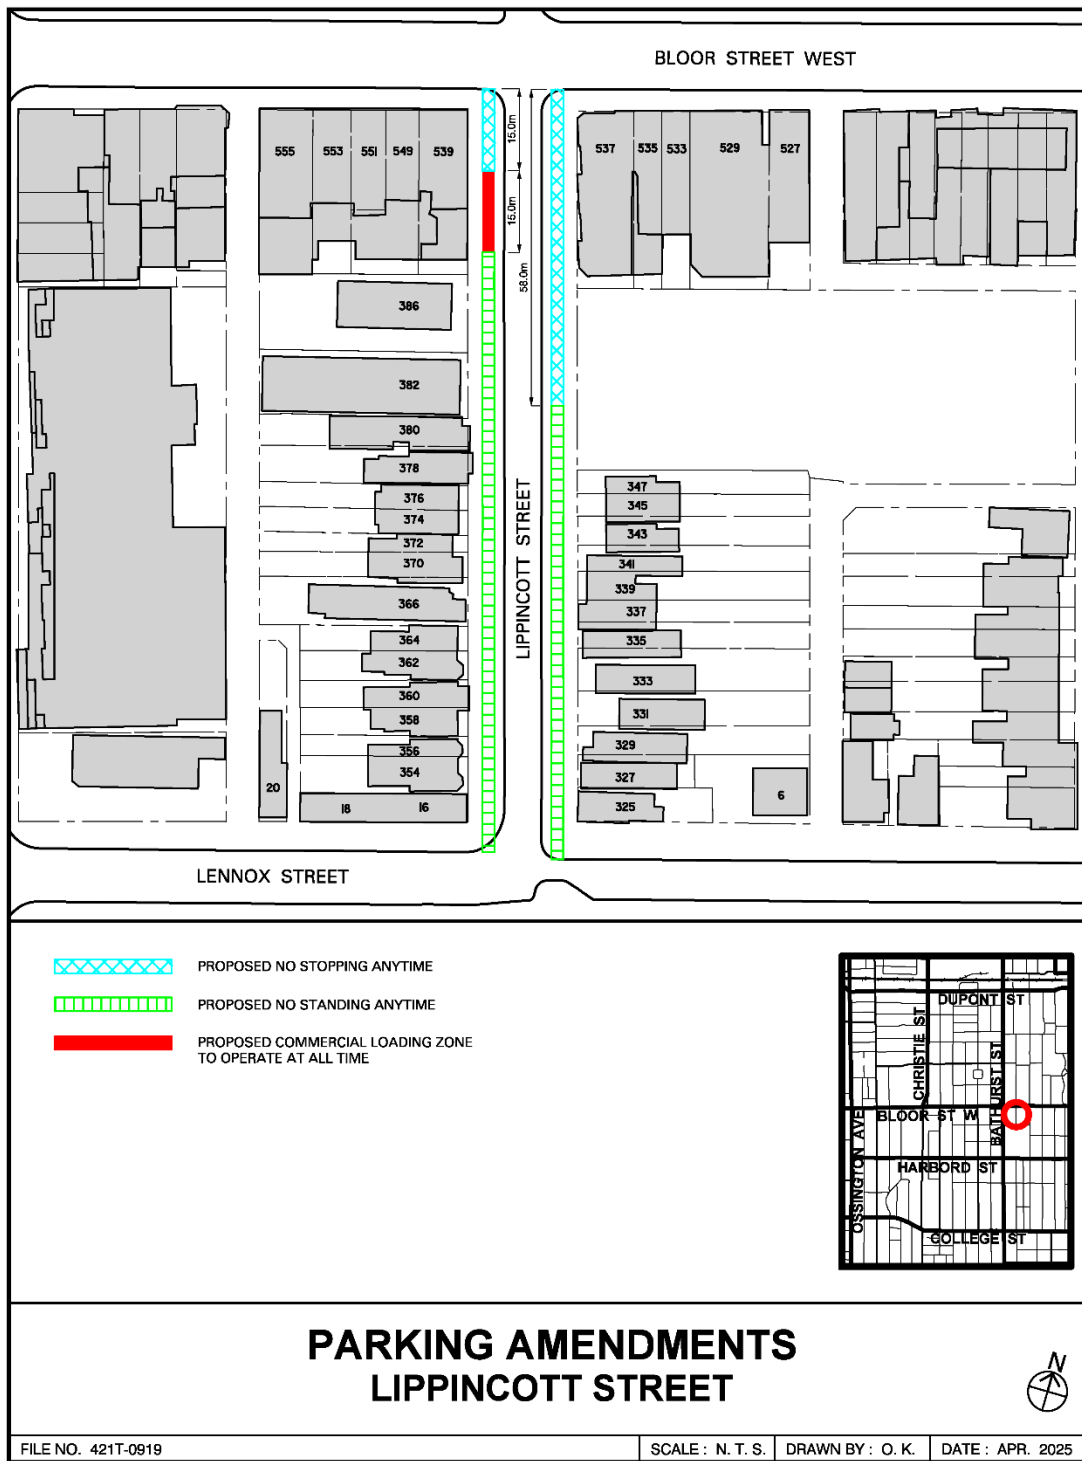 BLOOR STREET WEST
555 553 551 549 539
15.0m
15.0m
58.0m
537 535 533 529 527
386
382
380
378
376
374
372
370
366
364
362
360
358
356
354
20
18 16
LIPPINCOTT STREET
347
345
343
341
339
337
335
333
331
329
327
325
6
LENNOX STREET
PROPOSED NO STOPPING ANYTIME
PROPOSED NO STANDING ANYTIME
PROPOSED COMMERCIAL LOADING ZONE
TO OPERATE AT ALL TIME
DUPONT ST
CHRISTIE ST
BATHURST ST
BLOOR ST W
OSSINGTON AVE
HARBORD ST
COLLEGE ST
PARKING AMENDMENTS
LIPPINCOTT STREET
N
FILE NO. 421T-0919
SCALE : N. T. S.
DRAWN BY : O. K.
DATE : APR. 2025